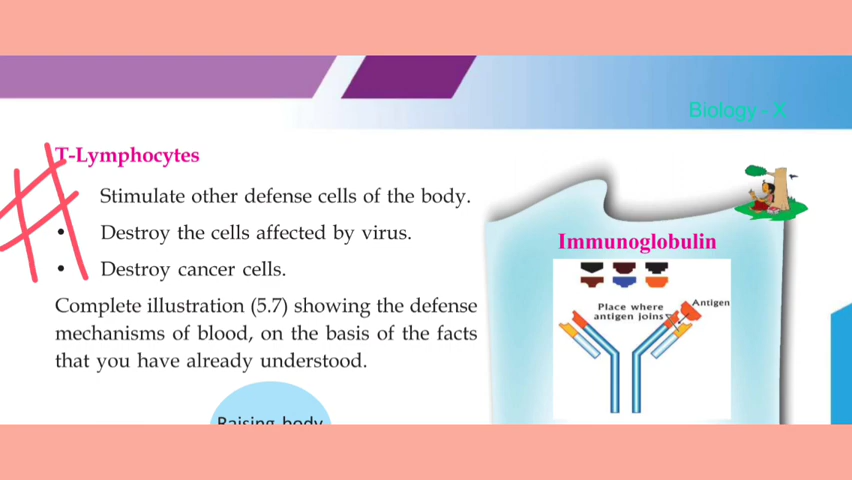 Biology - X
T-Lymphocytes
Stimulate other defense cells of the body.
• Destroy the cells affected by virus.
• Destroy cancer cells.
Complete illustration (5.7) showing the defense
mechanisms of blood, on the basis of the facts
that you have already understood.
Raising body
Immunoglobulin
Place where
antigen joins
Antigen